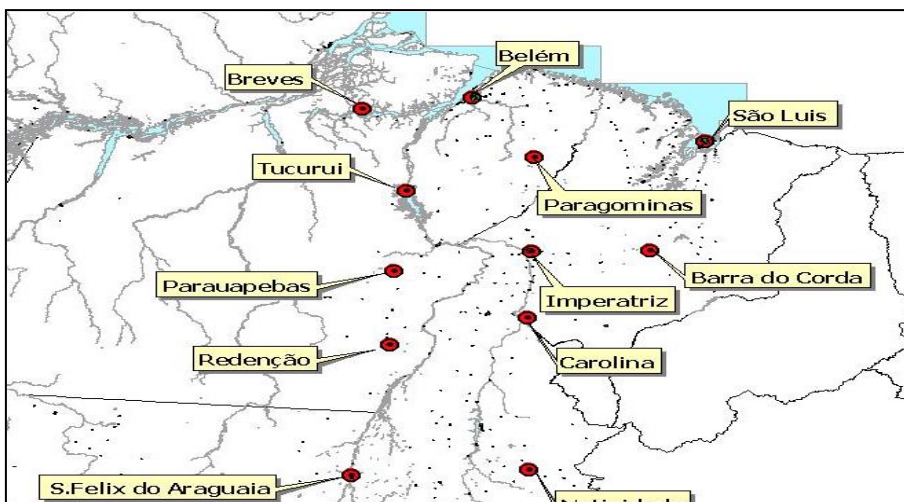 Belém
Breves
São Luis
Tucurui
Paragominas
Parauapebas
Barra do Corda
Imperatriz
Redenção
Carolina
S.Felix do Araguaia